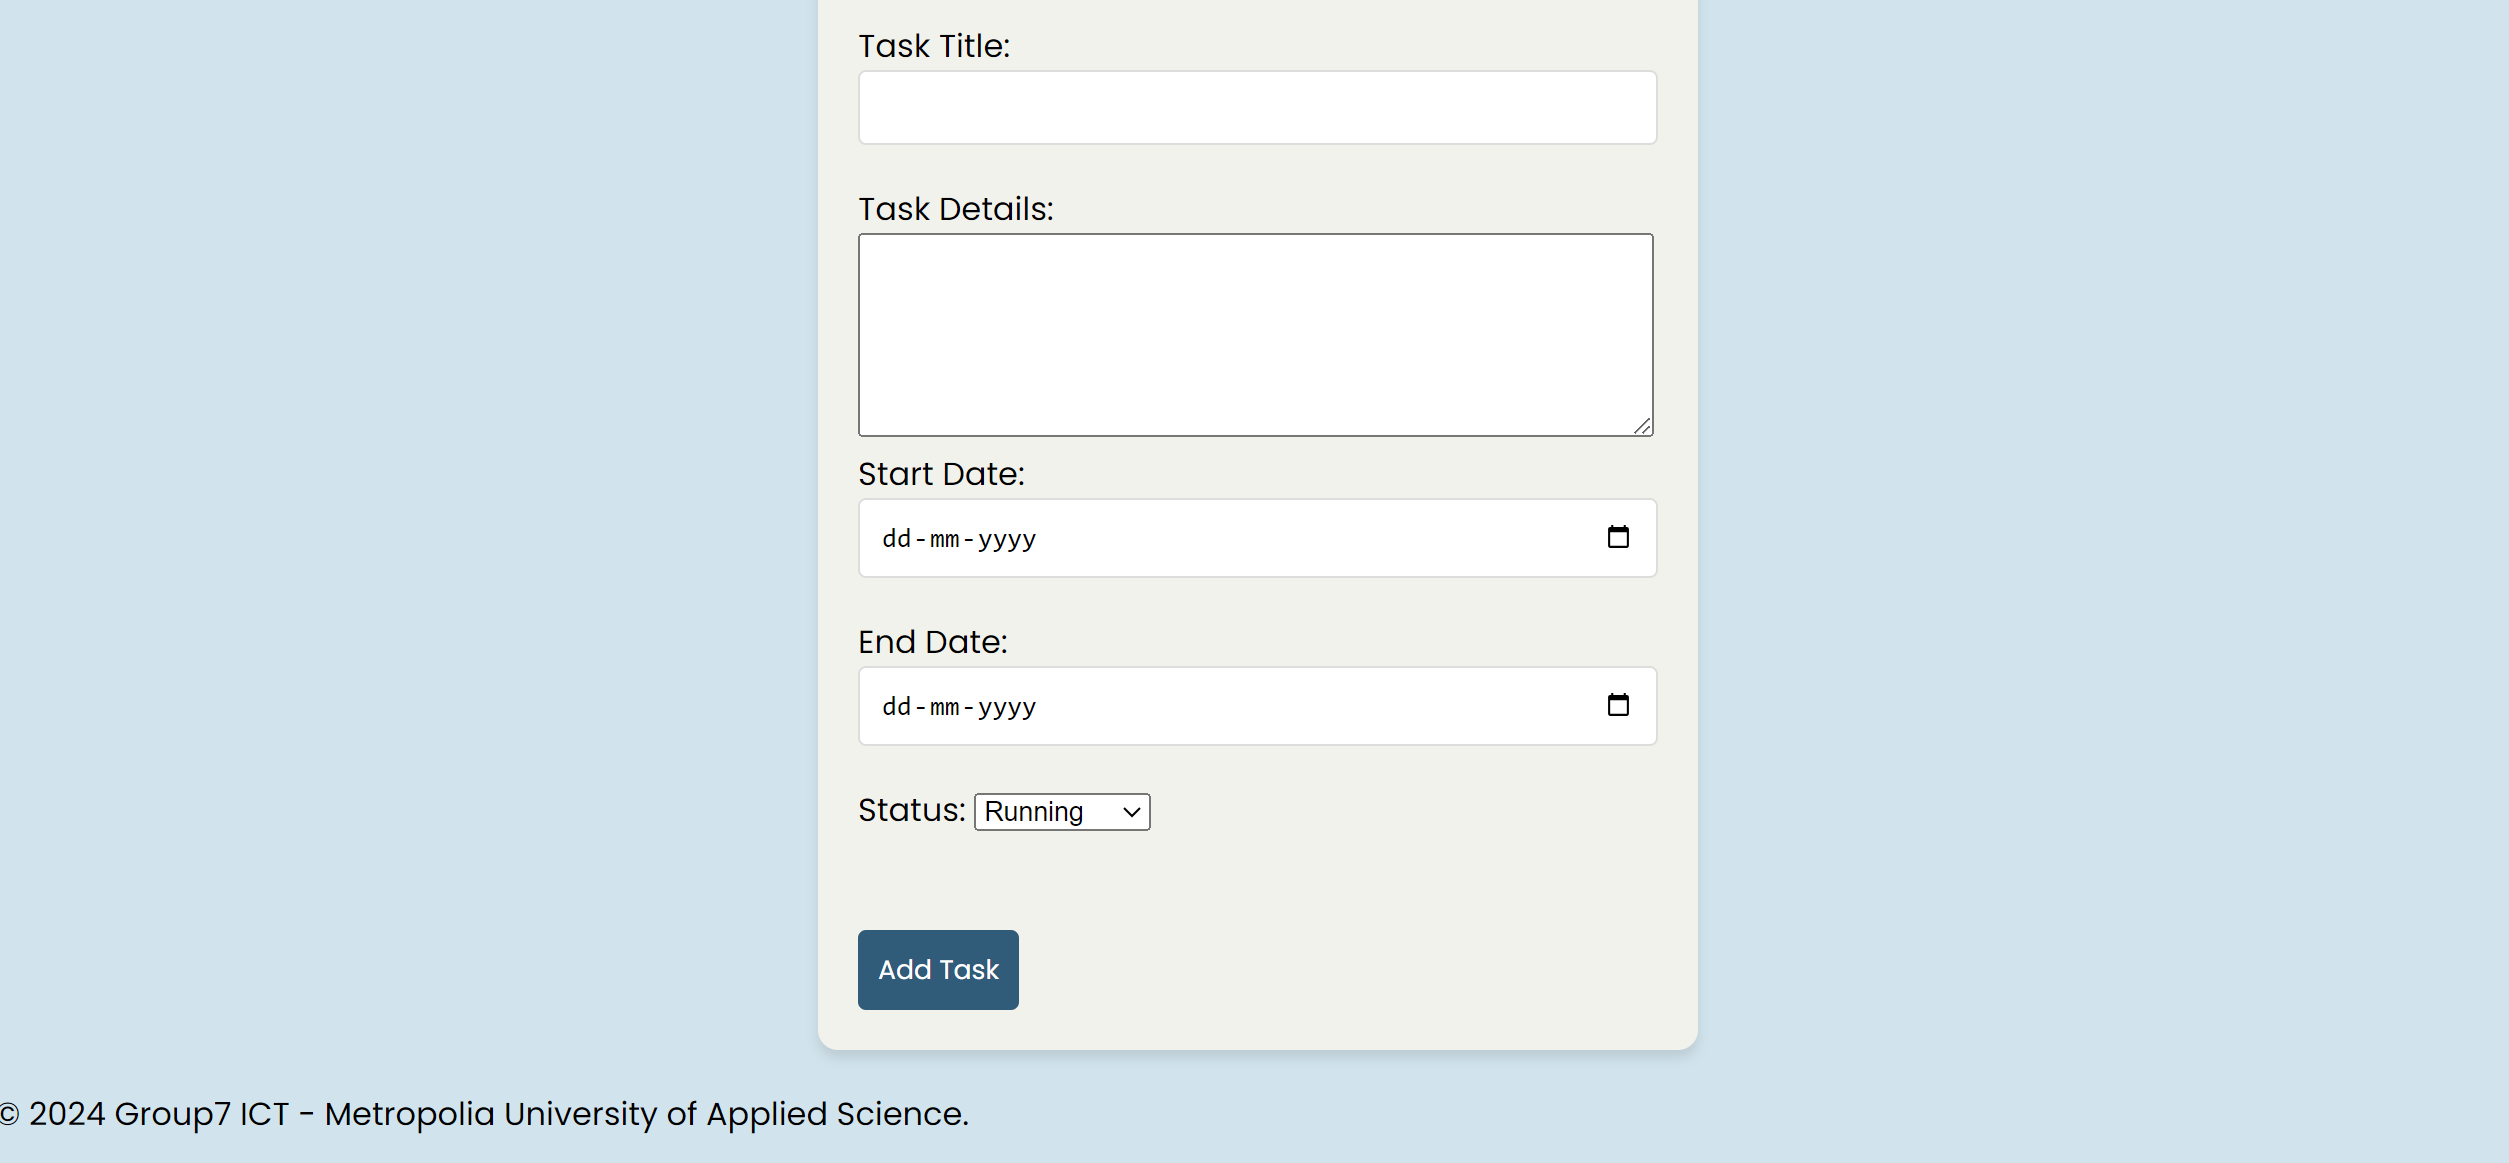 Task Title:
Task Details:
Start Date:
dd-mm-yyyy
End Date:
dd-mm-yyyy
Status: Running
Add Task
© 2024 Group7 ICT - Metropolia University of Applied Science.